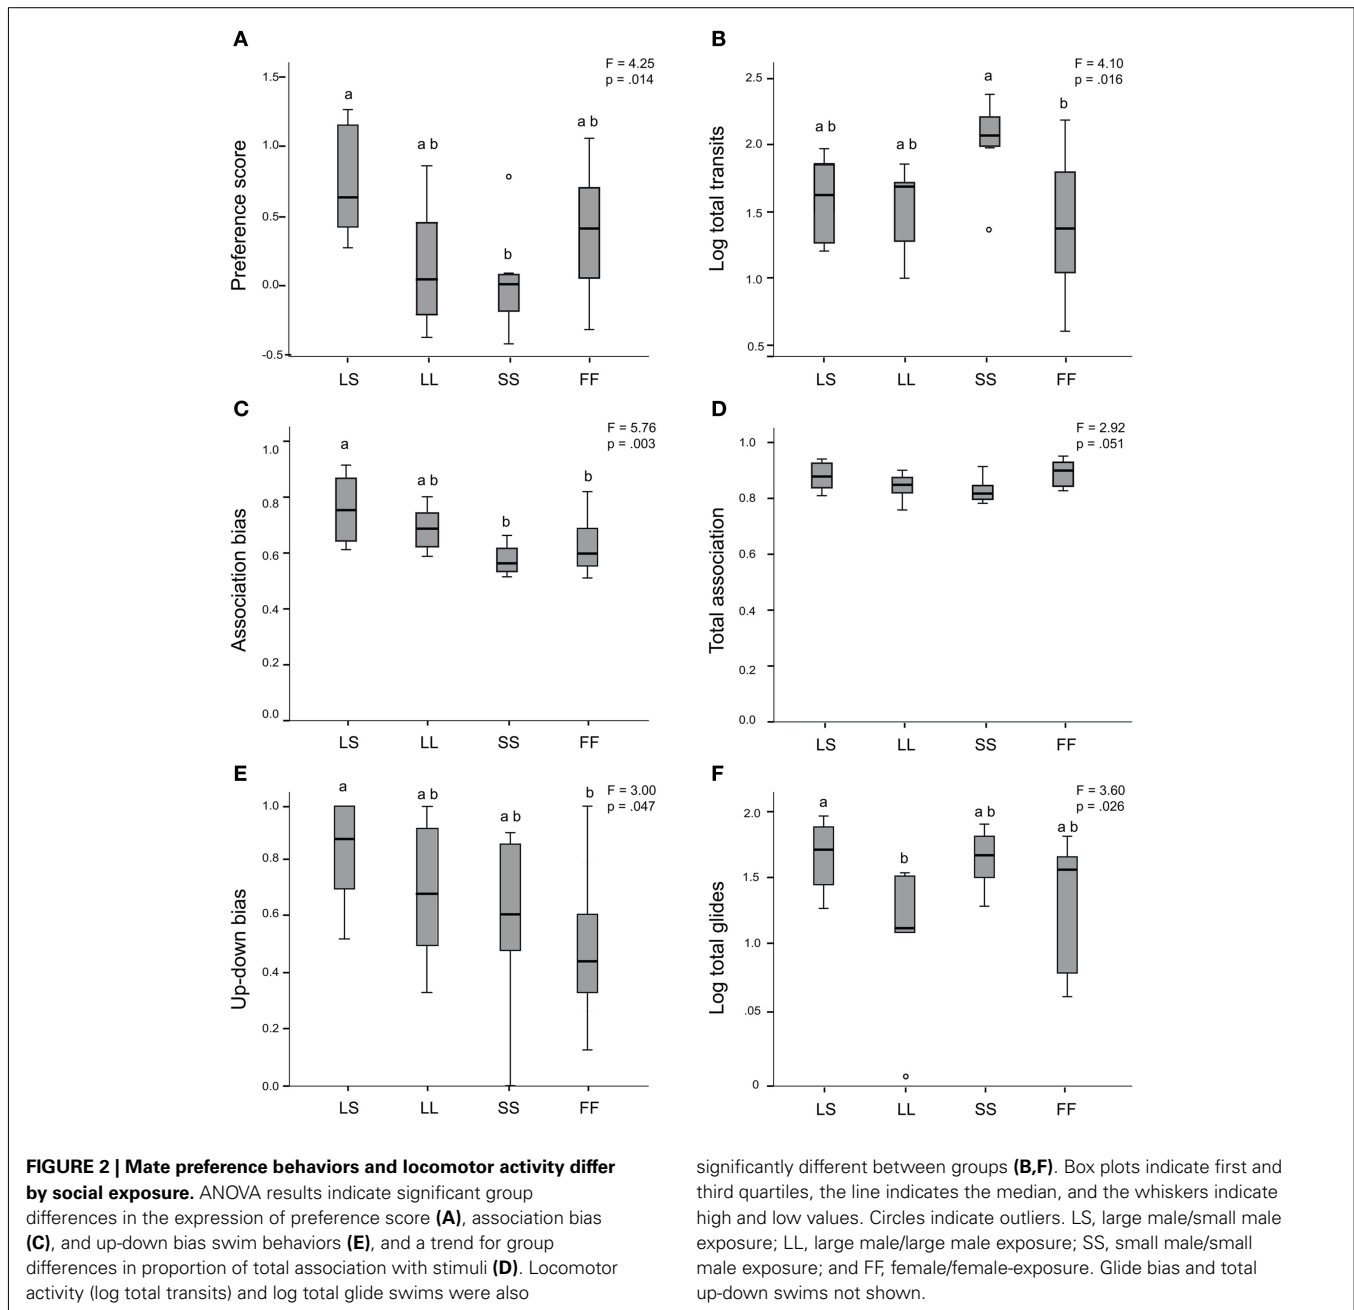 A
F = 4.25
p = .014
1.5
1.0
0.5
0.0
-0.5
Preference score
a
a b
b
a b
LS LL SS FF
B
F = 4.10
p = .016
2.5
2.0
1.5
1.0
0.5
Log total transits
a b
a b
a
b
LS LL SS FF
C
F = 5.76
p = .003
1.0
0.8
0.6
0.4
0.2
0.0
Association bias
a
a b
b
b
LS LL SS FF
D
F = 2.92
p = .051
1.0
0.8
0.6
0.4
0.2
0.0
Total association
LS LL SS FF
E
F = 3.00
p = .047
1.0
0.8
0.6
0.4
0.2
0.0
Up-down bias
a
a b
a b
b
LS LL SS FF
F
F = 3.60
p = .026
2.0
1.5
1.0
.05
0
Log total glides
a
b
a b
a b
LS LL SS FF
FIGURE 2 | Mate preference behaviors and locomotor activity differ
by social exposure. ANOVA results indicate significant group
differences in the expression of preference score (A), association bias
(C), and up-down bias swim behaviors (E), and a trend for group
differences in proportion of total association with stimuli (D). Locomotor
activity (log total transits) and log total glide swims were also
significantly different between groups (B,F). Box plots indicate first and
third quartiles, the line indicates the median, and the whiskers indicate
high and low values. Circles indicate outliers. LS, large male/small male
exposure; LL, large male/large male exposure; SS, small male/small
male exposure; and FF, female/female-exposure. Glide bias and total
up-down swims not shown.